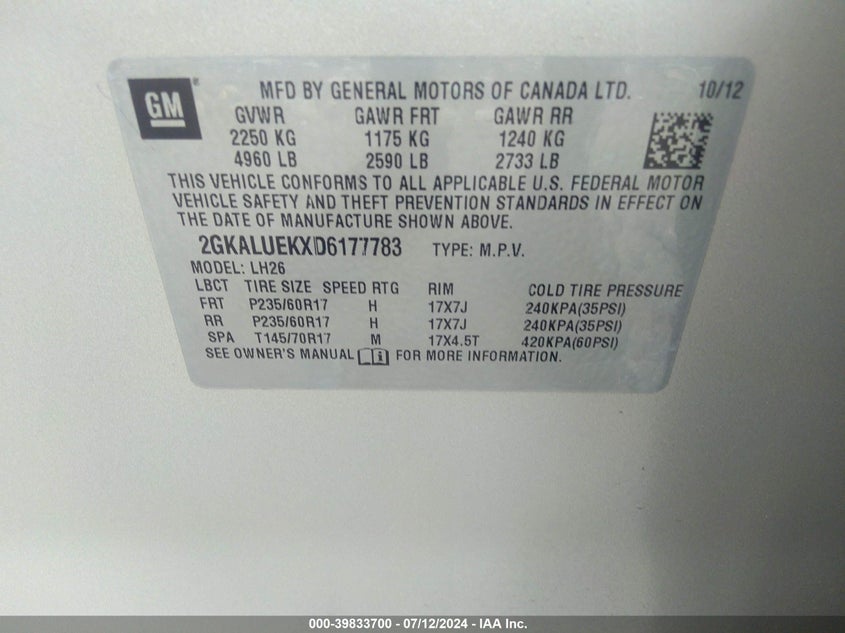 GM ®
MFD BY GENERAL MOTORS OF CANADA LTD. 10/12
GVWR GAWR FRT GAWR RR
2250 KG 1175 KG 1240 KG
4960 LB 2590 LB 2733 LB
THIS VEHICLE CONFORMS TO ALL APPLICABLE U.S. FEDERAL MOTOR
VEHICLE SAFETY AND THEFT PREVENTION STANDARDS IN EFFECT ON
THE DATE OF MANUFACTURE SHOWN ABOVE.
2GKALUEKXD6177783 TYPE: M.P.V.
MODEL: LH26
LBCT TIRE SIZE SPEED RTG RIM COLD TIRE PRESSURE
FRT P235/60R17 H 17X7J 240KPA(35PSI)
RR P235/60R17 H 17X7J 240KPA(35PSI)
SPA T145/70R17 M 17X4.5T 420KPA(60PSI)
SEE OWNER'S MANUAL i FOR MORE INFORMATION.
000-39833700 - 07/12/2024 - IAA Inc.